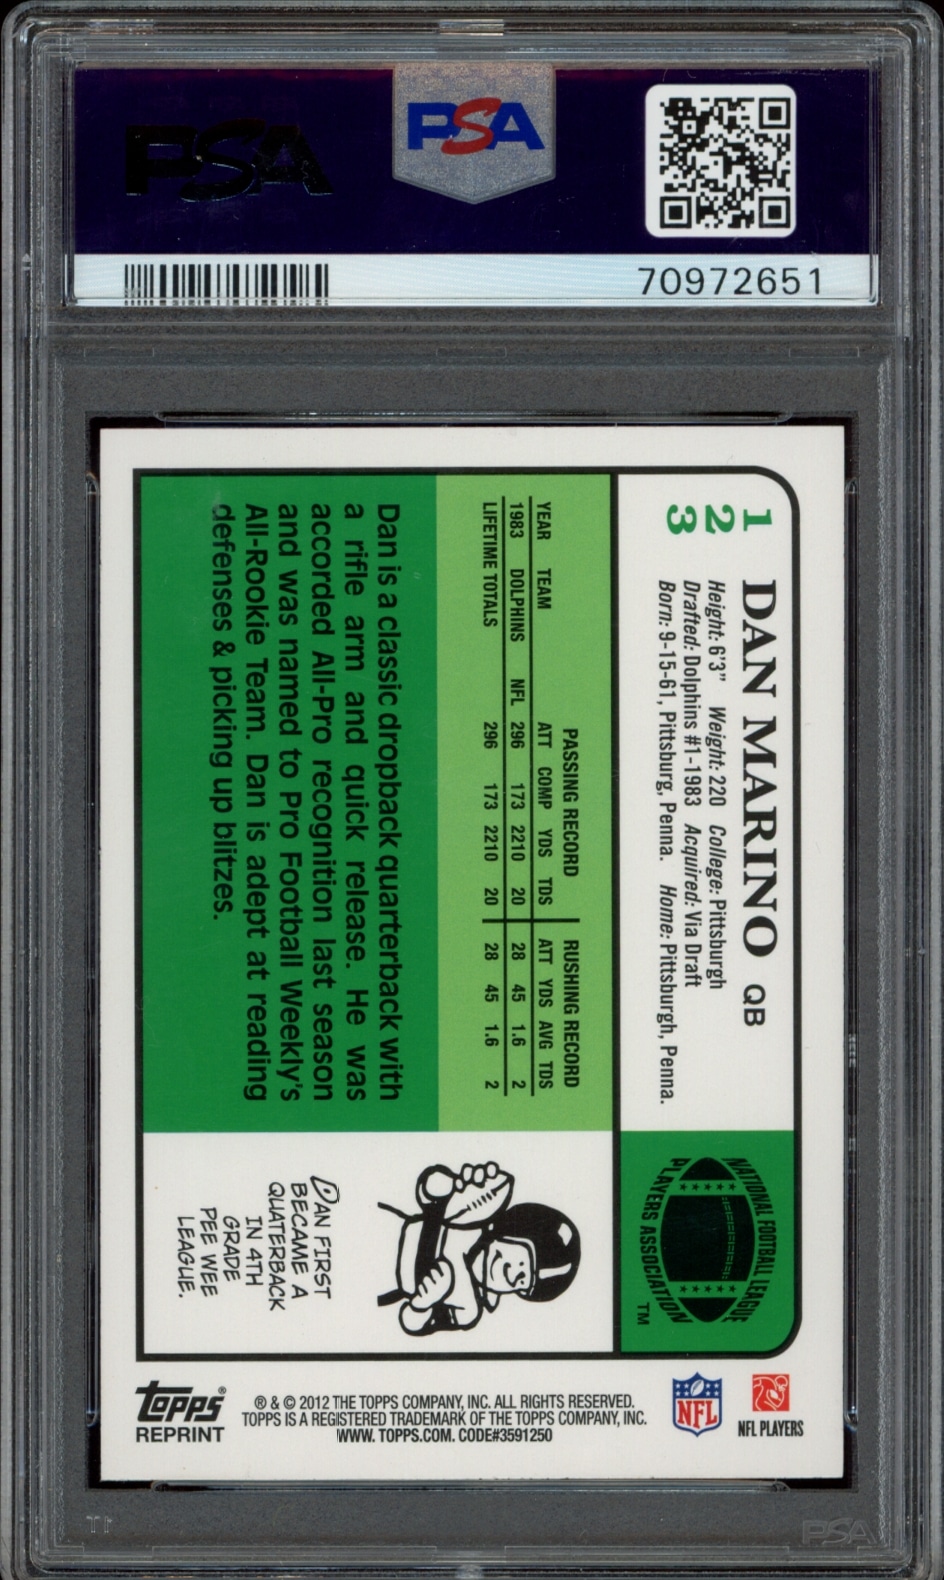 PSA
PSA
70972651
1
2
3
DAN MARINO QB
Height: 6'3" Weight: 220 College: Pittsburgh
Drafted: Dolphins #1-1983 Acquired: Via Draft
Born: 9-15-61, Pittsburg, Penna. Home: Pittsburgh, Penna.
NATIONAL FOOTBALL LEAGUE
PLAYERS ASSOCIATION
TM
PASSING RECORD RUSHING RECORD
YEAR TEAM ATT COMP YDS TDS ATT YDS AVG TDS
1983 DOLPHINS NFL 296 173 2210 20 28 45 1.6 2
LIFETIME TOTALS 296 173 2210 20 28 45 1.6 2
Dan is a classic dropback quarterback with
a rifle arm and quick release. He was
accorded All-Pro recognition last season
and was named to Pro Football Weekly's
All-Rookie Team. Dan is adept at reading
defenses & picking up blitzes.
DAN FIRST
BECAME A
QUATERBACK
IN 4TH
GRADE
PEE WEE
LEAGUE.
NFL
NFL PLAYERS
® & © 2012 THE TOPPS COMPANY, INC. ALL RIGHTS RESERVED.
TOPPS IS A REGISTERED TRADEMARK OF THE TOPPS COMPANY, INC.
WWW. TOPPS.COM. CODE#3591250
Topps®
REPRINT
PSA